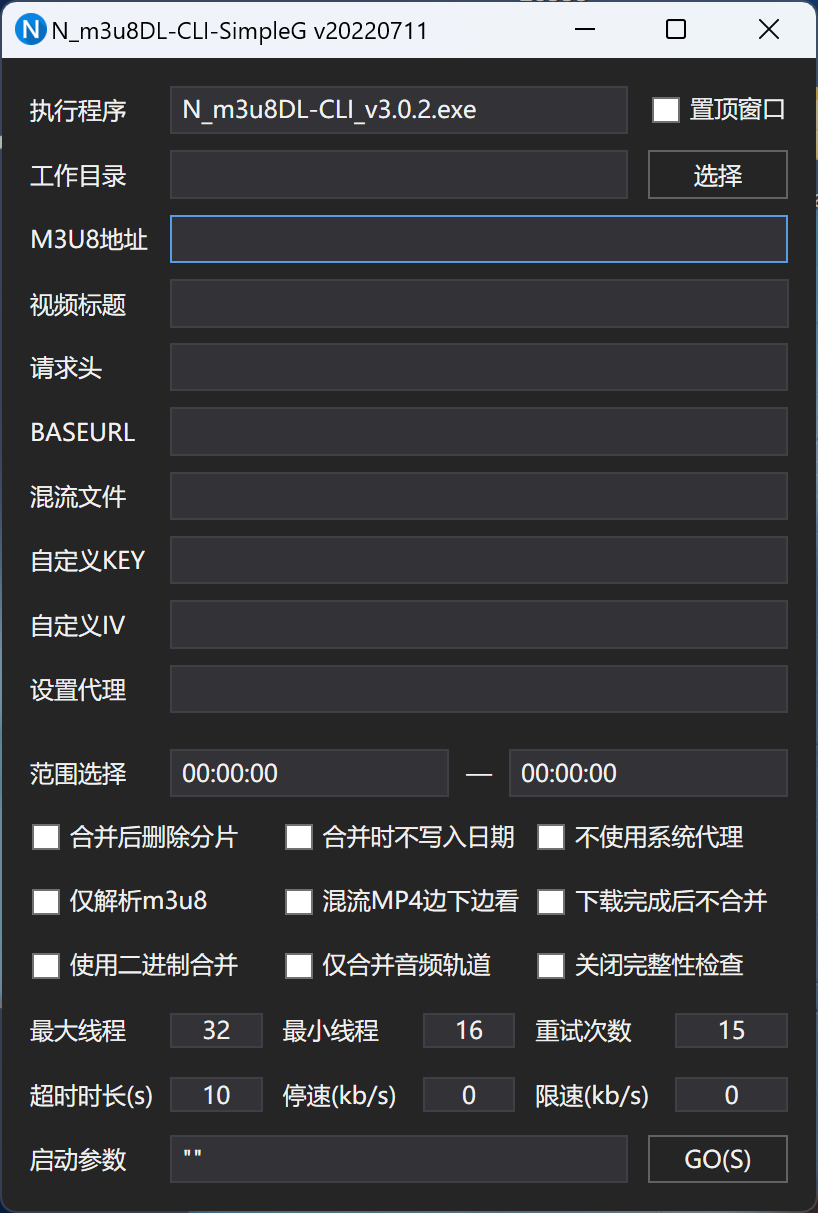 N_m3u8DL-CLI-SimpleG v20220711
执行程序 N_m3u8DL-CLI_v3.0.2.exe 置顶窗口
工作目录 选择
M3U8地址
视频标题
请求头
BASEURL
混流文件
自定义KEY
自定义IV
设置代理
范围选择 00:00:00 — 00:00:00
合并后删除分片 合并时不写入日期 不使用系统代理
仅解析m3u8 混流MP4边下边看 下载完成后不合并
使用二进制合并 仅合并音频轨道 关闭完整性检查
最大线程 32 最小线程 16 重试次数 15
超时时长(s) 10 停速(kb/s) 0 限速(kb/s) 0
启动参数 "" GO(S)